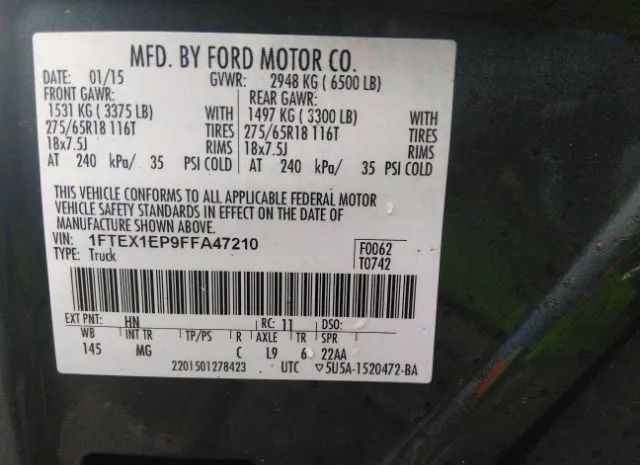 MFD. BY FORD MOTOR CO.
DATE: 01/15 GVWR: 2948 KG ( 6500 LB)
FRONT GAWR: REAR GAWR:
1531 KG ( 3375 LB) WITH 1497 KG ( 3300 LB) WITH
275/65R18 116T TIRES 275/65R18 116T TIRES
18x7.5J RIMS 18x7.5J RIMS
AT 240 kPa/ 35 PSI COLD AT 240 kPa/ 35 PSI COLD
THIS VEHICLE CONFORMS TO ALL APPLICABLE FEDERAL MOTOR
VEHICLE SAFETY STANDARDS IN EFFECT ON THE DATE OF
MANUFACTURE SHOWN ABOVE.
VIN: 1FTEX1EP9FFA47210 F0062
TYPE: Truck T0742
EXT PNT: HN RC: 11 DSO:
WB INT TR TP/PS R AXLE TR SPR
145 MG C L9 6 22AA
2201501278423 UTC ▽5U5A-1520472-BA